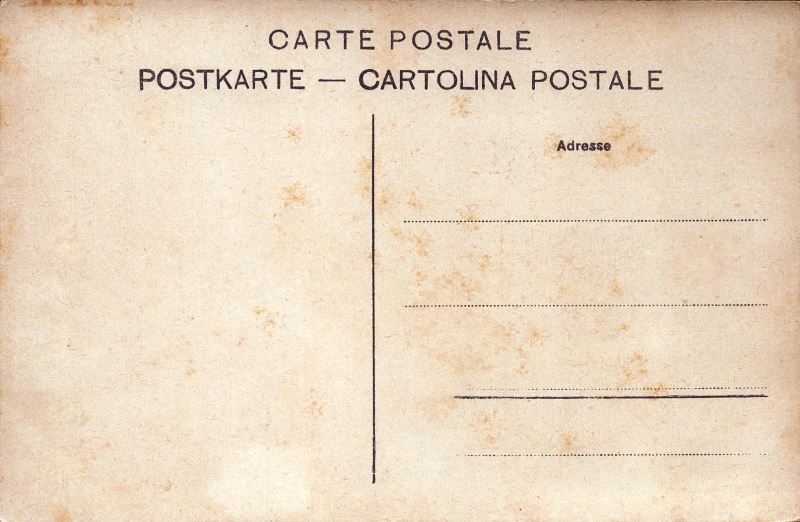 CARTE POSTALE
POSTKARTE — CARTOLINA POSTALE
Adresse